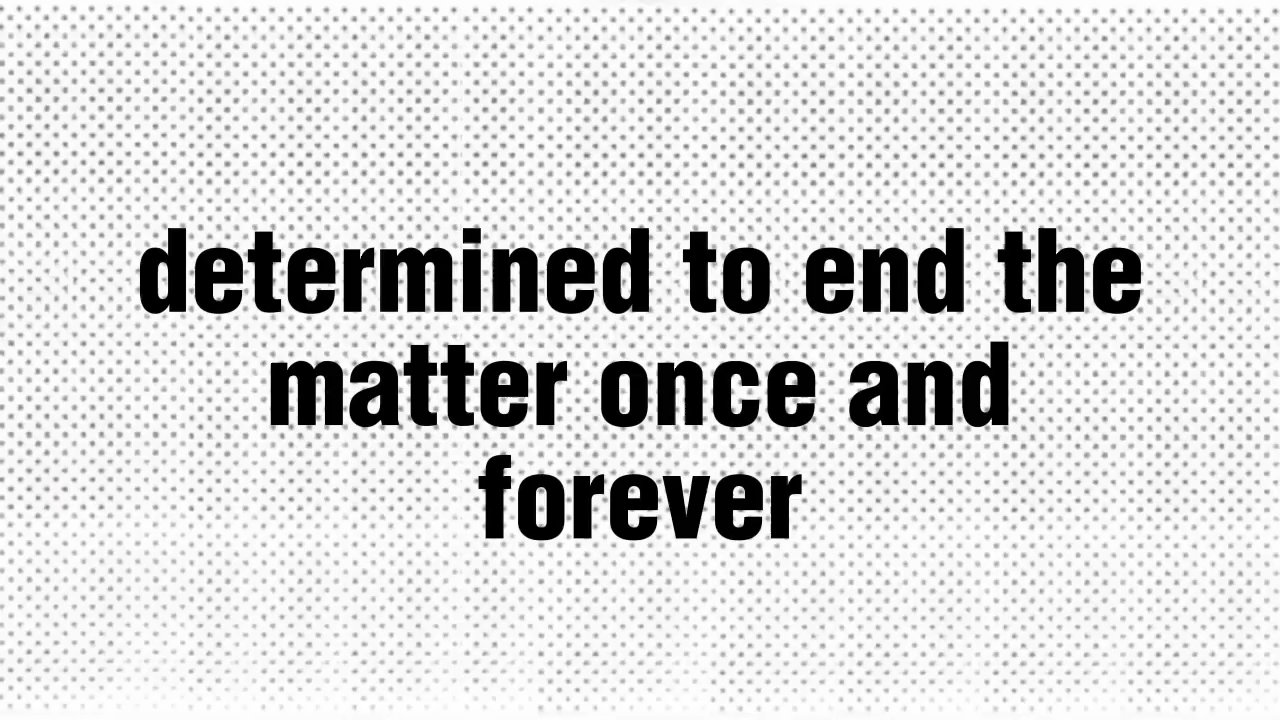 determined to end the
matter once and
forever